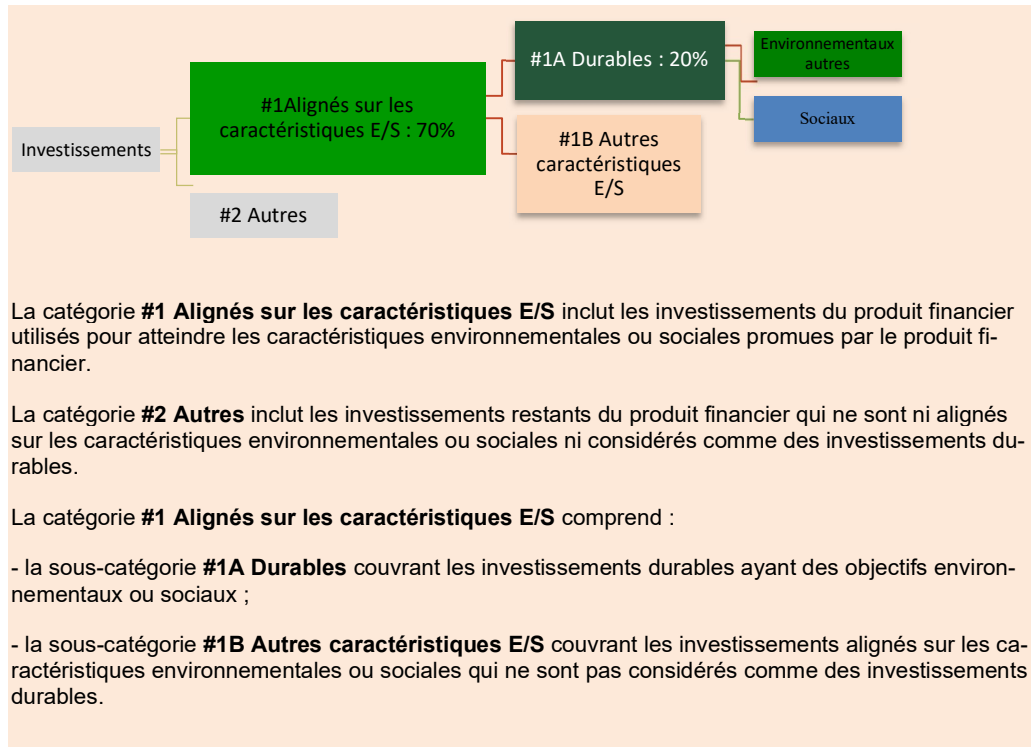 Investissements
#1Alignés sur les
caractéristiques E/S : 70%
#2 Autres
#1A Durables : 20%
#1B Autres
caractéristiques
E/S
Environnementaux
autres
Sociaux
La catégorie #1 Alignés sur les caractéristiques E/S inclut les investissements du produit financier
utilisés pour atteindre les caractéristiques environnementales ou sociales promues par le produit fi-
nancier.
La catégorie #2 Autres inclut les investissements restants du produit financier qui ne sont ni alignés
sur les caractéristiques environnementales ou sociales ni considérés comme des investissements du-
rables.
La catégorie #1 Alignés sur les caractéristiques E/S comprend :
- la sous-catégorie #1A Durables couvrant les investissements durables ayant des objectifs environ-
nementaux ou sociaux ;
- la sous-catégorie #1B Autres caractéristiques E/S couvrant les investissements alignés sur les ca-
ractéristiques environnementales ou sociales qui ne sont pas considérés comme des investissements
durables.